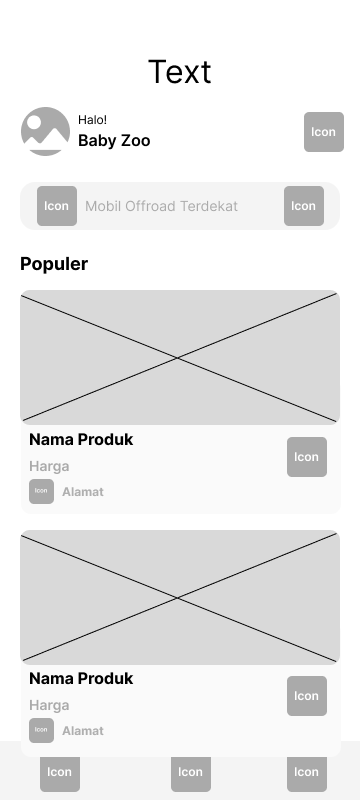 Text
Halo!
Baby Zoo
Icon
Icon
Mobil Offroad Terdekat
Icon
Populer
Nama Produk
Harga
Icon
Icon
Alamat
Nama Produk
Harga
Icon
Icon
Alamat
Icon
Icon
Icon